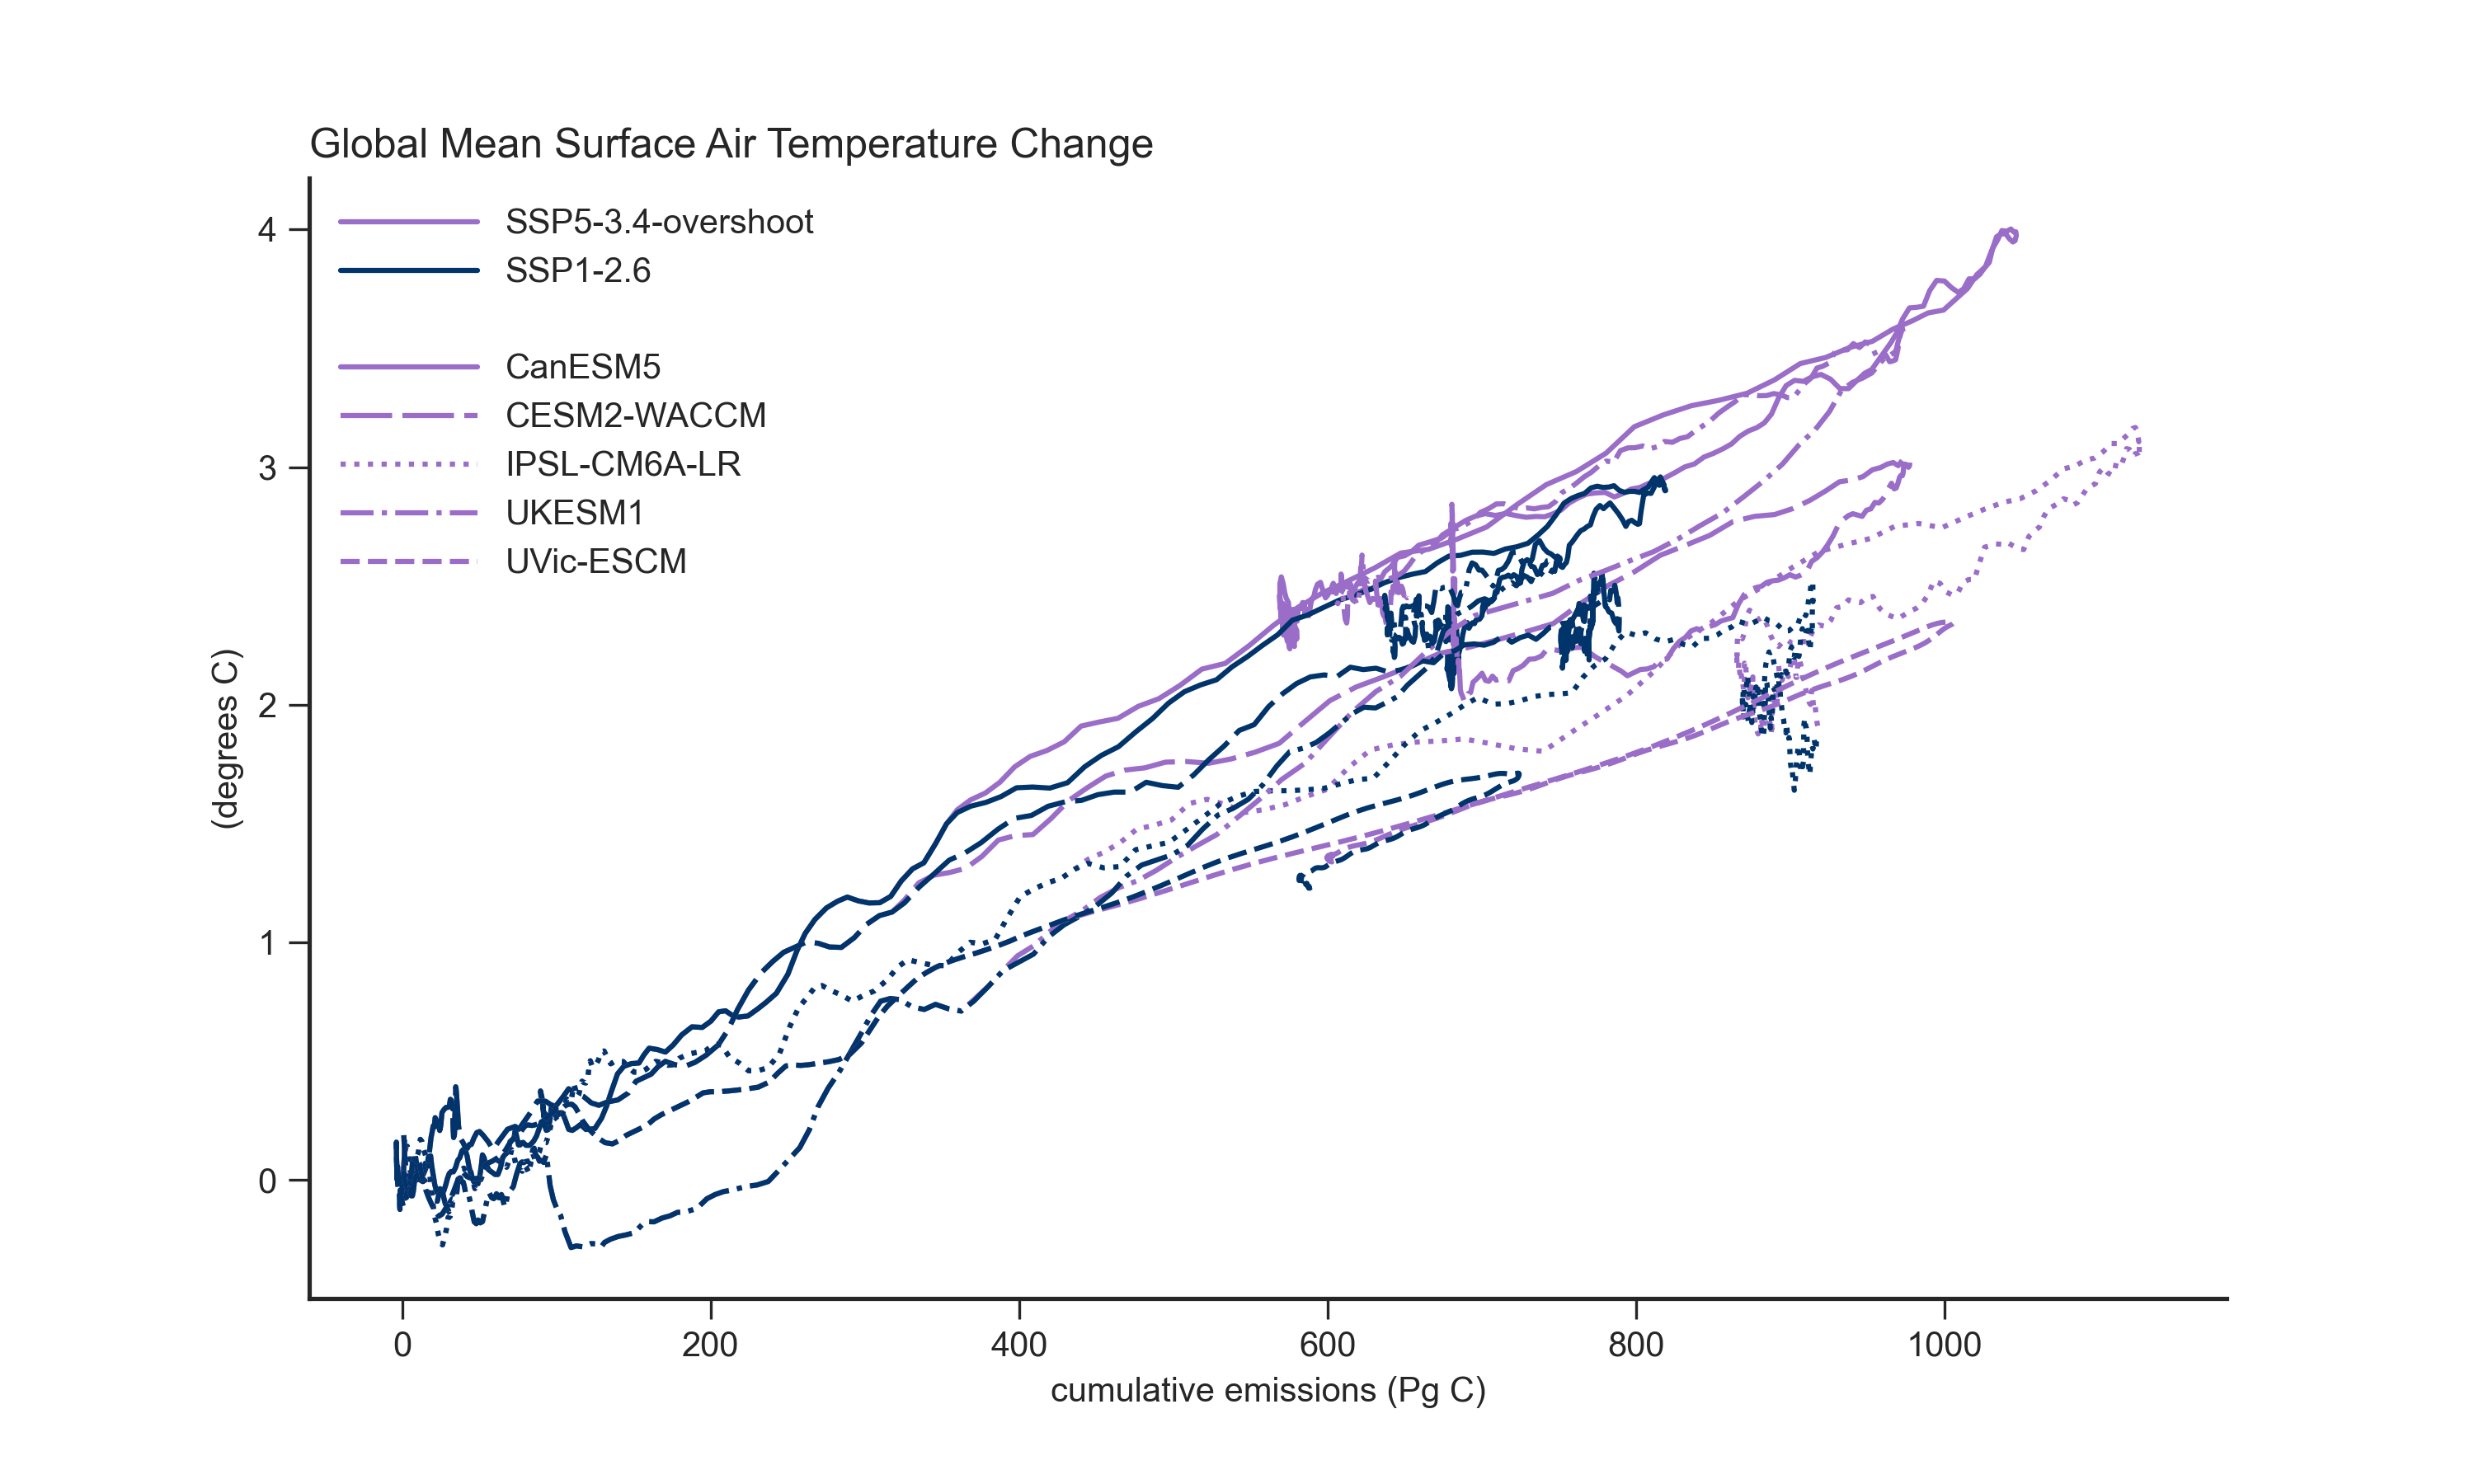 Global Mean Surface Air Temperature Change
SSP5-3.4-overshoot
SSP1-2.6
CanESM5
CESM2-WACCM
IPSL-CM6A-LR
UKESM1
UVic-ESCM
(degrees C)
4
3
2
1
0
0 200 400 600 800 1000
cumulative emissions (Pg C)